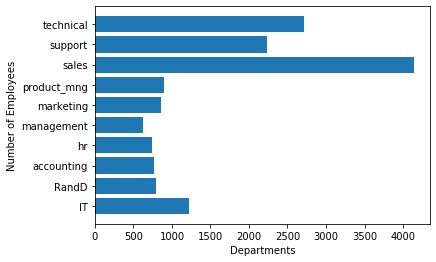 technical
support
sales
product_mng
marketing
management
hr
accounting
RandD
IT
Number of Employees
0 500 1000 1500 2000 2500 3000 3500 4000
Departments